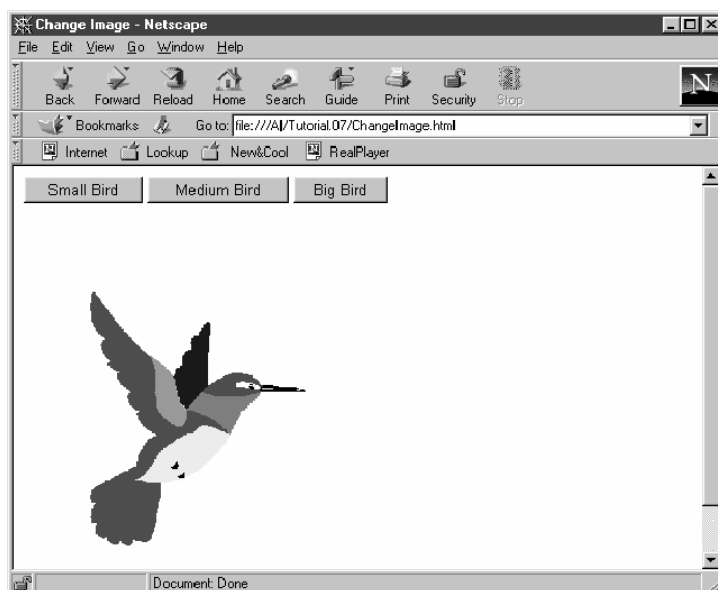 Change Image - Netscape
File Edit View Go Window Help
N
Back Forward Reload Home Search Guide Print Security Stop
Bookmarks Go to: file:///A|/Tutorial.07/ChangeImage.html
Internet Lookup New&Cool RealPlayer
Small Bird Medium Bird Big Bird
Document: Done